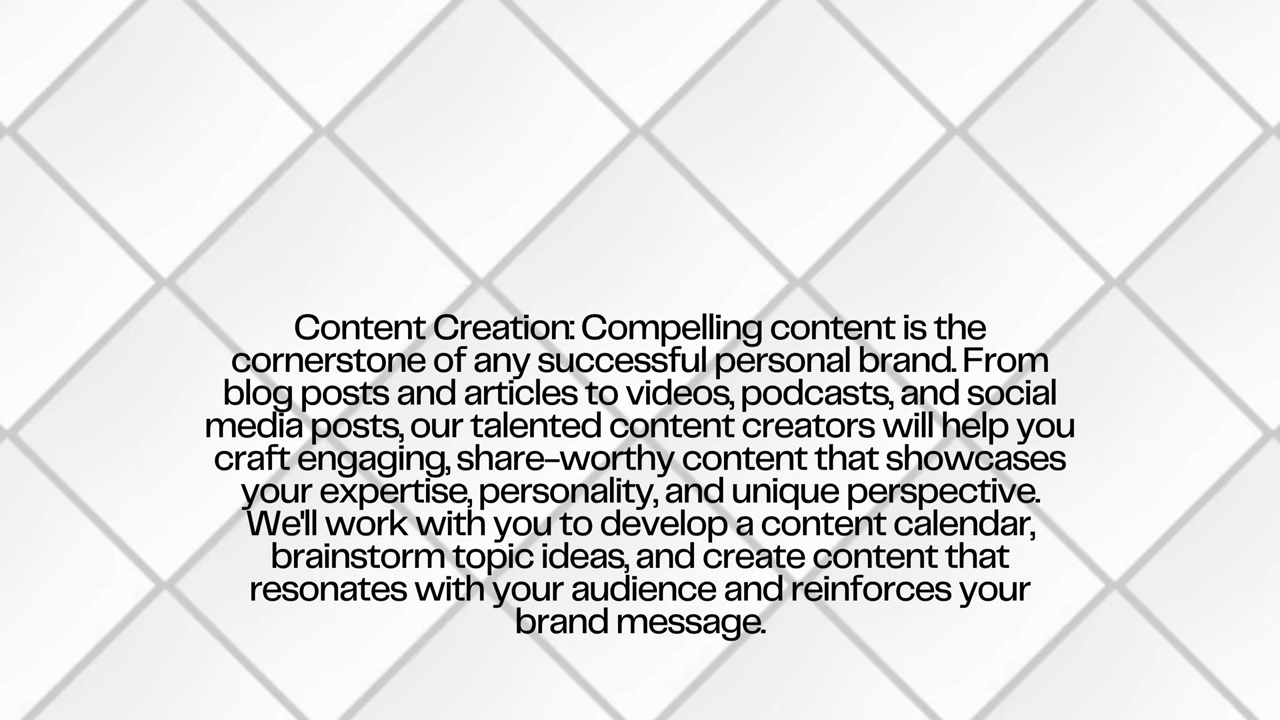 Content Creation: Compelling content is the
cornerstone of any successful personal brand. From
blog posts and articles to videos, podcasts, and social
media posts, our talented content creators will help you
craft engaging, share-worthy content that showcases
your expertise, personality, and unique perspective.
We'll work with you to develop a content calendar,
brainstorm topic ideas, and create content that
resonates with your audience and reinforces your
brand message.